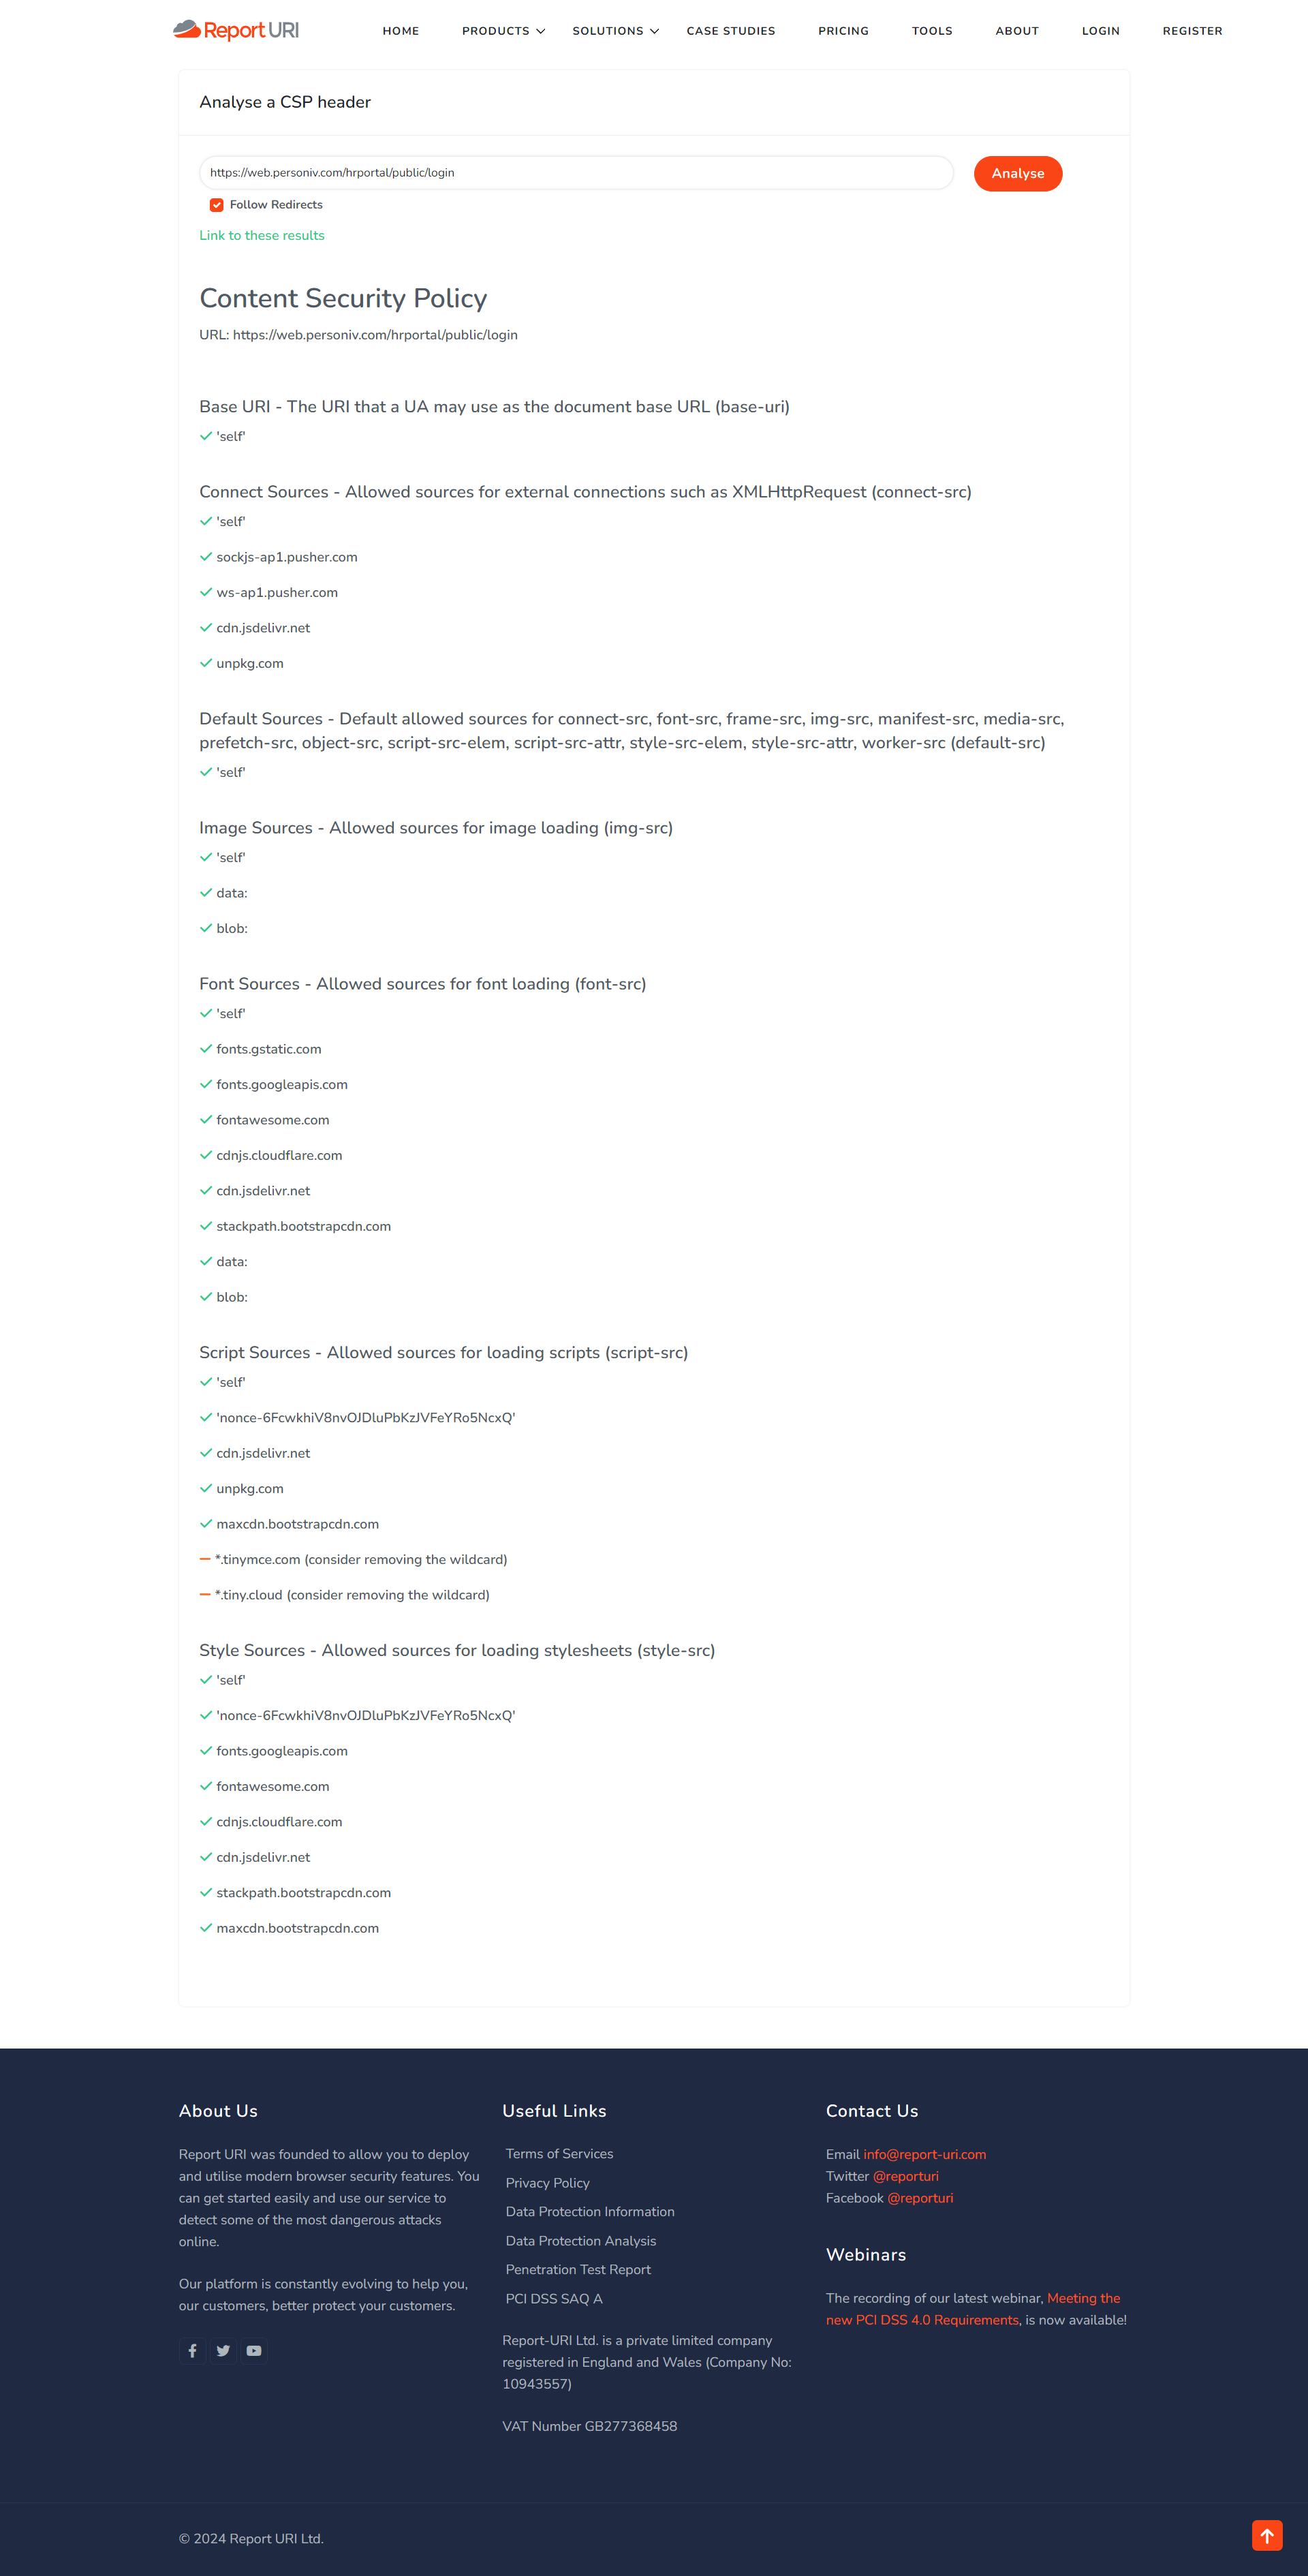 Report URI
HOME
PRODUCTS
SOLUTIONS
CASE STUDIES
PRICING
TOOLS
ABOUT
LOGIN
REGISTER
Analyse a CSP header
https://web.personiv.com/hrportal/public/login
Analyse
Follow Redirects
Link to these results
Content Security Policy
URL: https://web.personiv.com/hrportal/public/login
Base URI - The URI that a UA may use as the document base URL (base-uri)
'self'
Connect Sources - Allowed sources for external connections such as XMLHttpRequest (connect-src)
'self'
sockjs-ap1.pusher.com
ws-ap1.pusher.com
cdn.jsdelivr.net
unpkg.com
Default Sources - Default allowed sources for connect-src, font-src, frame-src, img-src, manifest-src, media-src,
prefetch-src, object-src, script-src-elem, script-src-attr, style-src-elem, style-src-attr, worker-src (default-src)
'self'
Image Sources - Allowed sources for image loading (img-src)
'self'
data:
blob:
Font Sources - Allowed sources for font loading (font-src)
'self'
fonts.gstatic.com
fonts.googleapis.com
fontawesome.com
cdnjs.cloudflare.com
cdn.jsdelivr.net
stackpath.bootstrapcdn.com
data:
blob:
Script Sources - Allowed sources for loading scripts (script-src)
'self'
'nonce-6FcwkhiV8nvOJDluPbKzJVFeYRo5NcxQ'
cdn.jsdelivr.net
unpkg.com
maxcdn.bootstrapcdn.com
*.tinymce.com (consider removing the wildcard)
*.tiny.cloud (consider removing the wildcard)
Style Sources - Allowed sources for loading stylesheets (style-src)
'self'
'nonce-6FcwkhiV8nvOJDluPbKzJVFeYRo5NcxQ'
fonts.googleapis.com
fontawesome.com
cdnjs.cloudflare.com
cdn.jsdelivr.net
stackpath.bootstrapcdn.com
maxcdn.bootstrapcdn.com
About Us
Report URI was founded to allow you to deploy
and utilise modern browser security features. You
can get started easily and use our service to
detect some of the most dangerous attacks
online.
Our platform is constantly evolving to help you,
our customers, better protect your customers.
Useful Links
Terms of Services
Privacy Policy
Data Protection Information
Data Protection Analysis
Penetration Test Report
PCI DSS SAQ A
Report-URI Ltd. is a private limited company
registered in England and Wales (Company No:
10943557)
VAT Number GB277368458
Contact Us
Email info@report-uri.com
Twitter @reporturi
Facebook @reporturi
Webinars
The recording of our latest webinar, Meeting the
new PCI DSS 4.0 Requirements, is now available!
© 2024 Report URI Ltd.